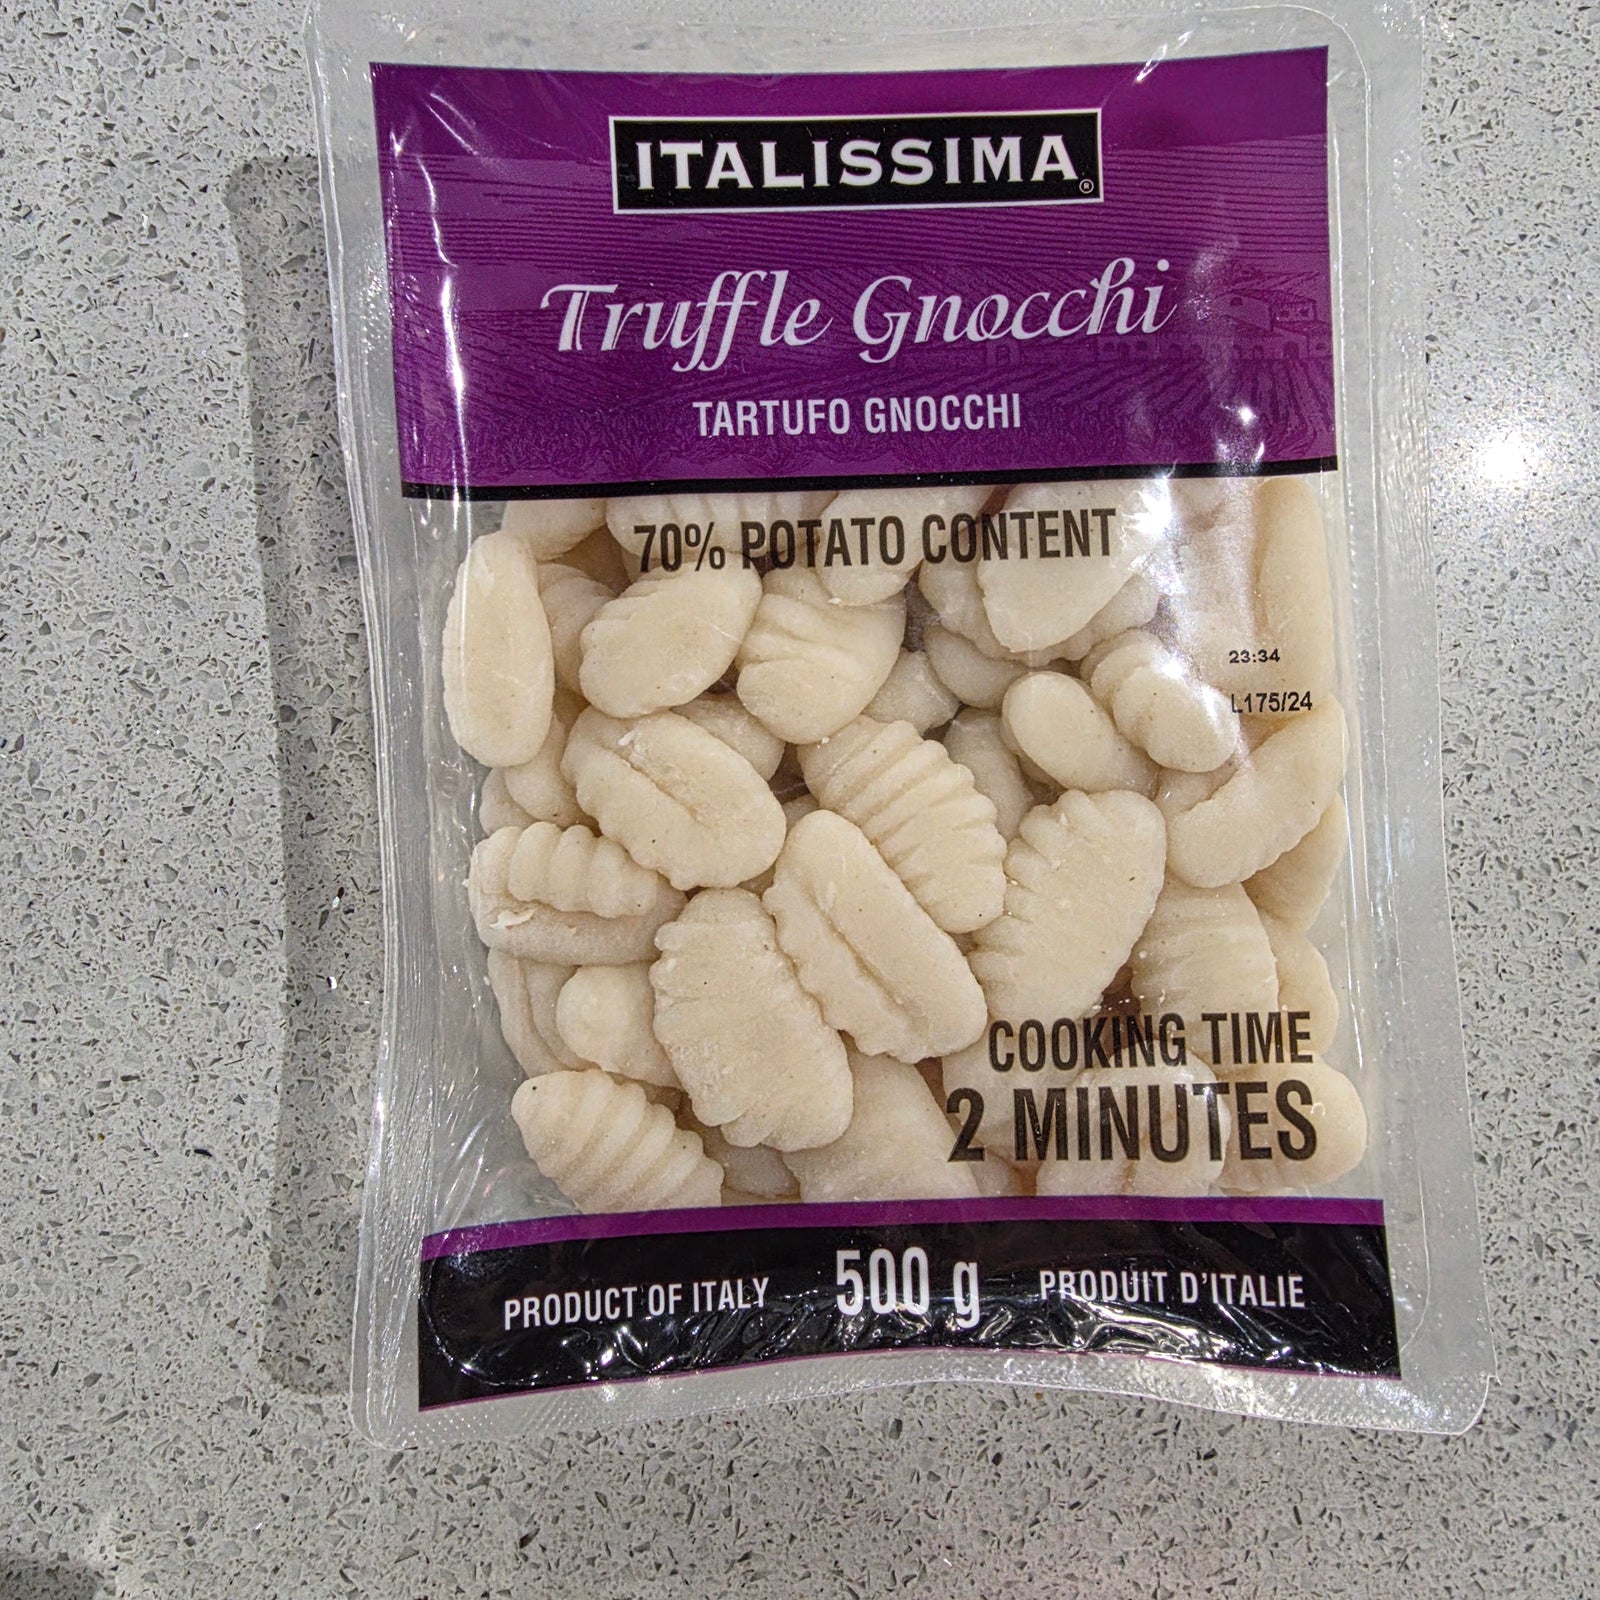 ITALISSIMA®
Truffle Gnocchi
TARTUFO GNOCCHI
70% POTATO CONTENT
23:34
L175/24
COOKING TIME
2 MINUTES
PRODUCT OF ITALY 500 g PRODUIT D'ITALIE